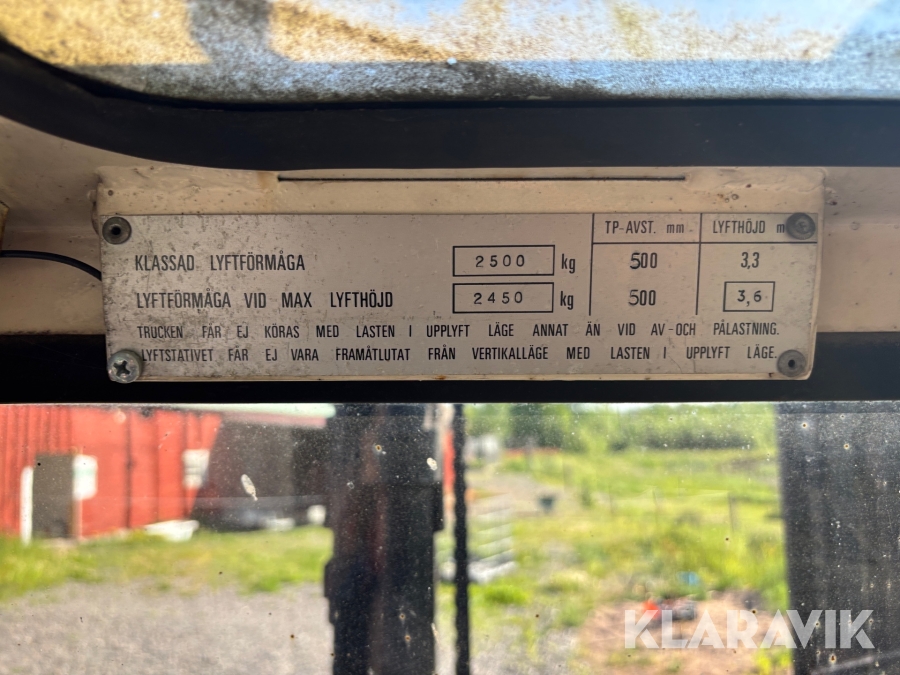 TP-AVST. mm LYFTHÖJD m
KLASSAD LYFTFÖRMÅGA 2500 kg 500 3,3
LYFTFÖRMÅGA VID MAX LYFTHÖJD 2450 kg 500 3,6
TRUCKEN FÅR EJ KÖRAS MED LASTEN I UPPLYFT LÄGE ANNAT ÄN VID AV-OCH PÅLASTNING.
LYFTSTATIVET FÅR EJ VARA FRAMÅTLUTAT FRÅN VERTIKALLÄGE MED LASTEN I UPPLYFT LÄGE.
KLARAVIK